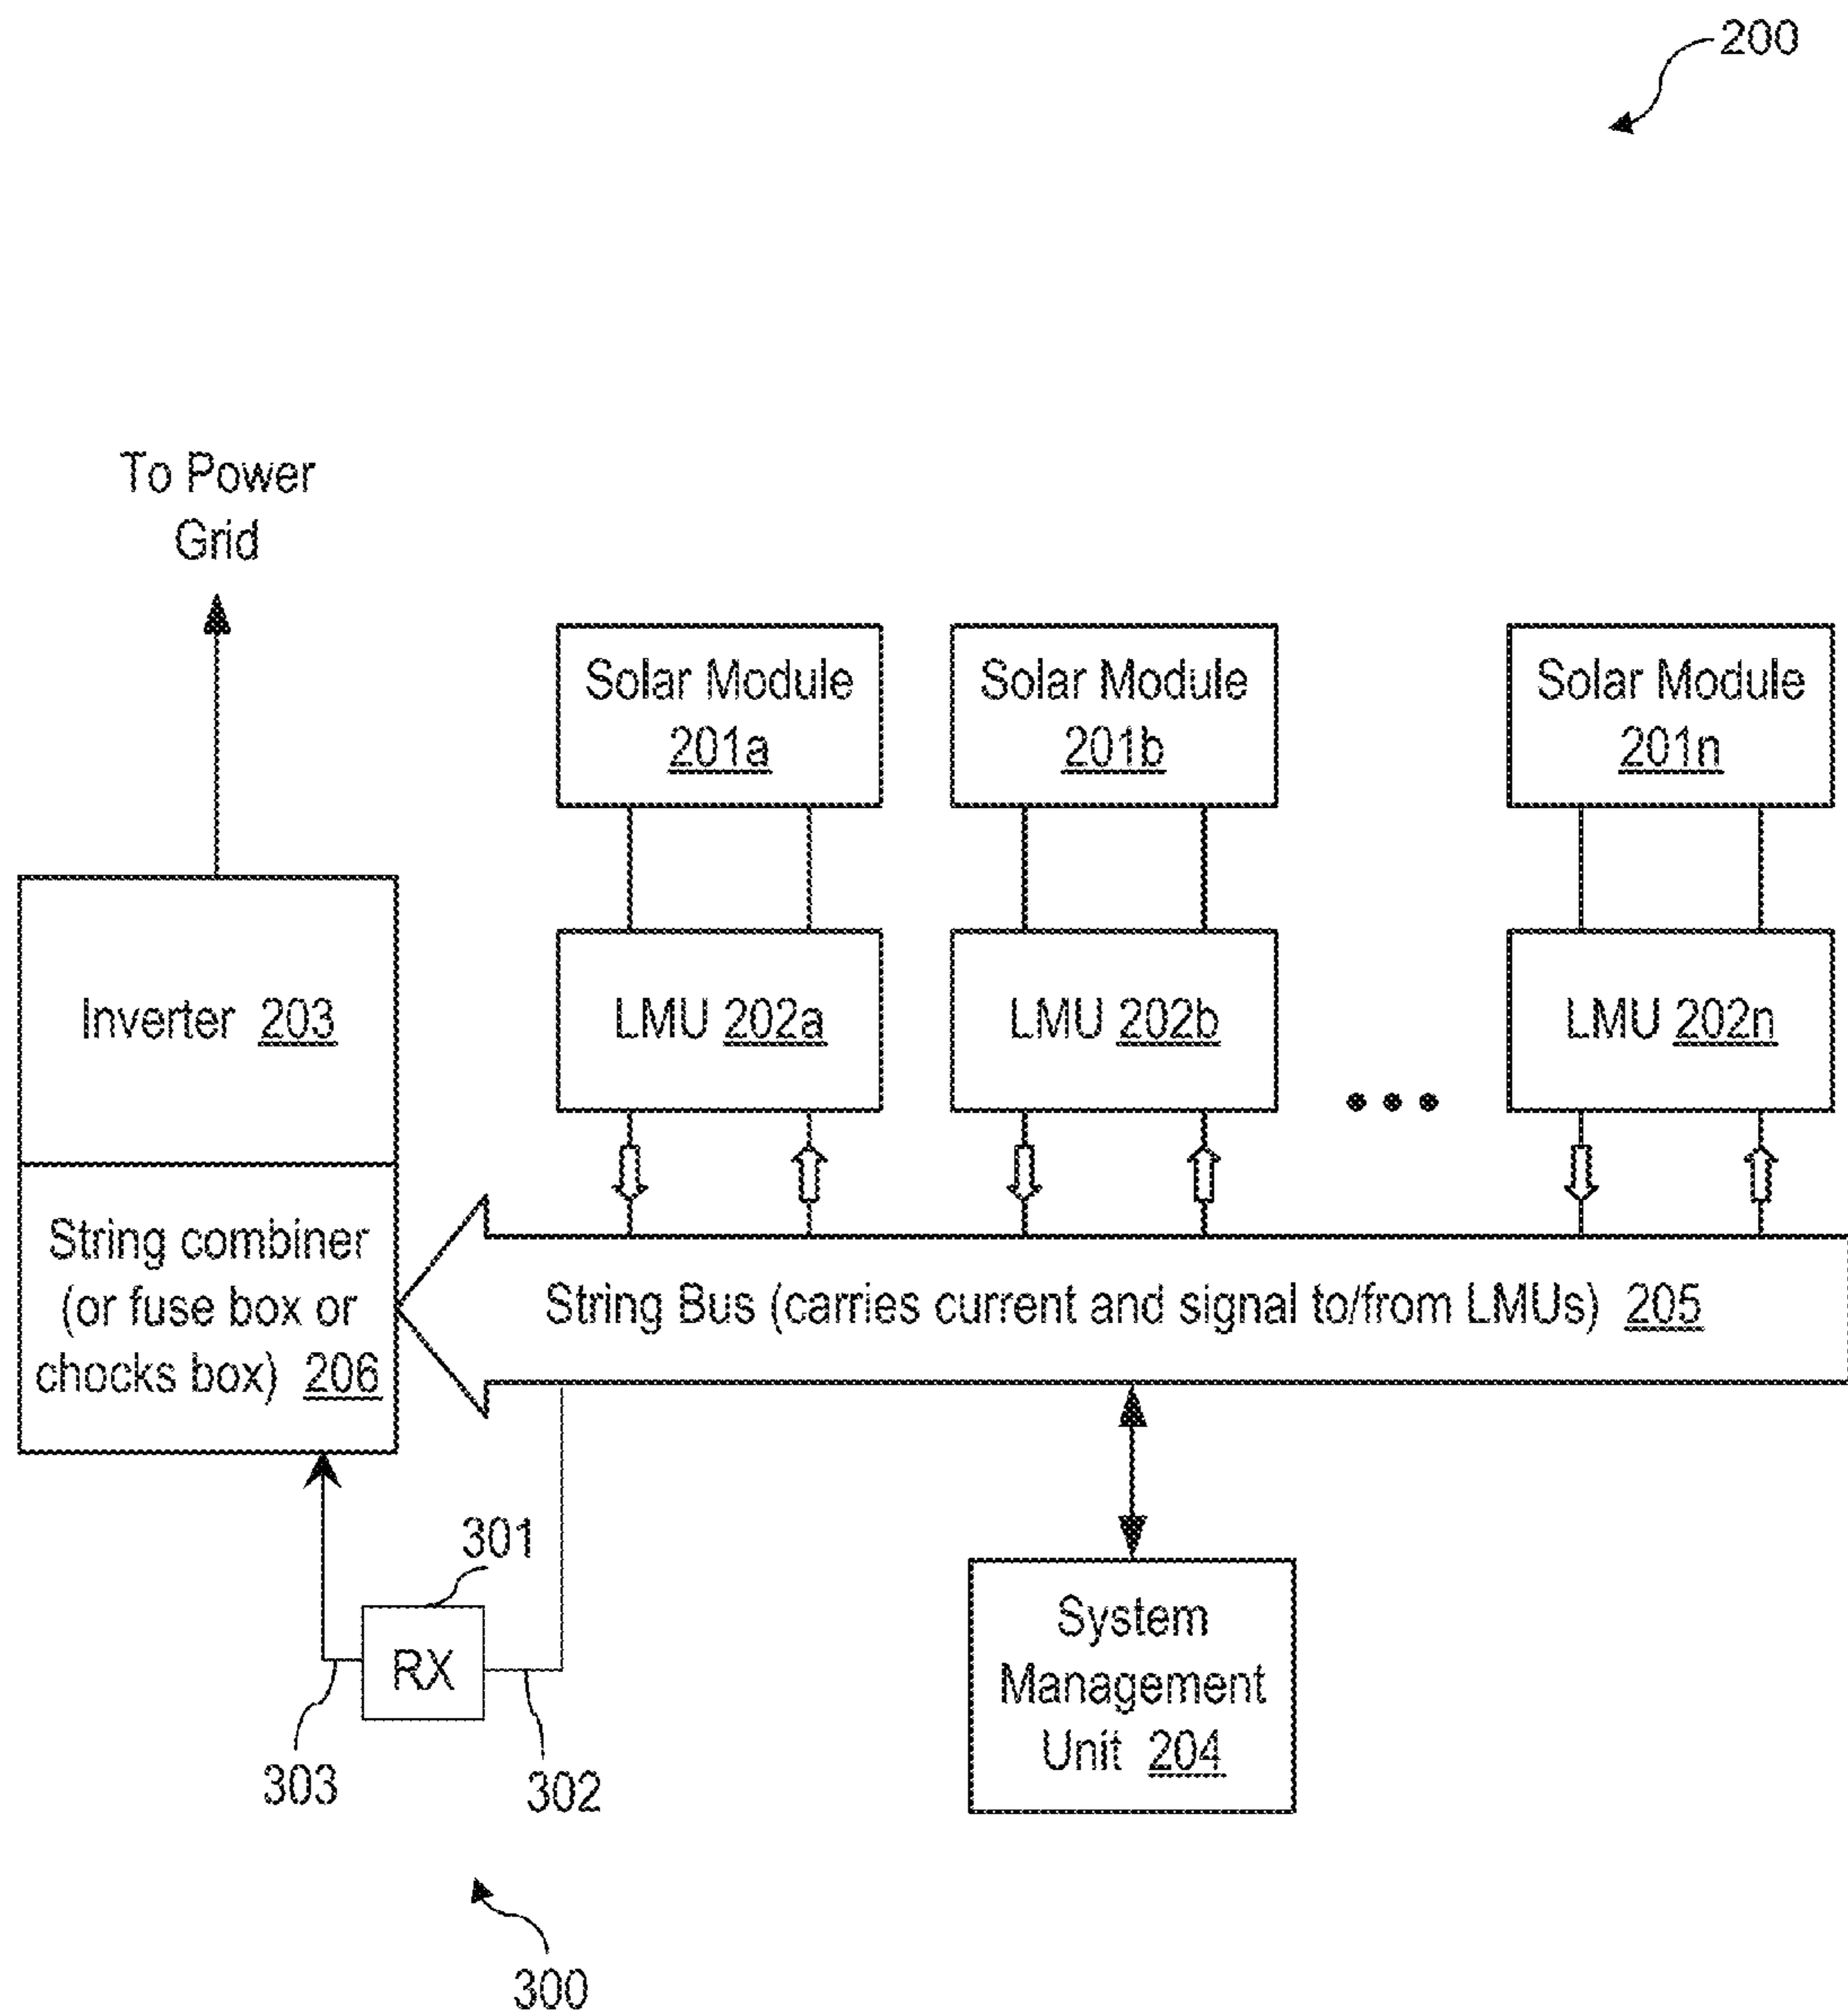 200
To Power
Grid
Solar Module
201a
Solar Module
201b
Solar Module
201n
Inverter 203
LMU 202a
LMU 202b
LMU 202n
String combiner
(or fuse box or
chocks box) 206
String Bus (carries current and signal to/from LMUs) 205
301
RX
303
302
System
Management
Unit 204
300